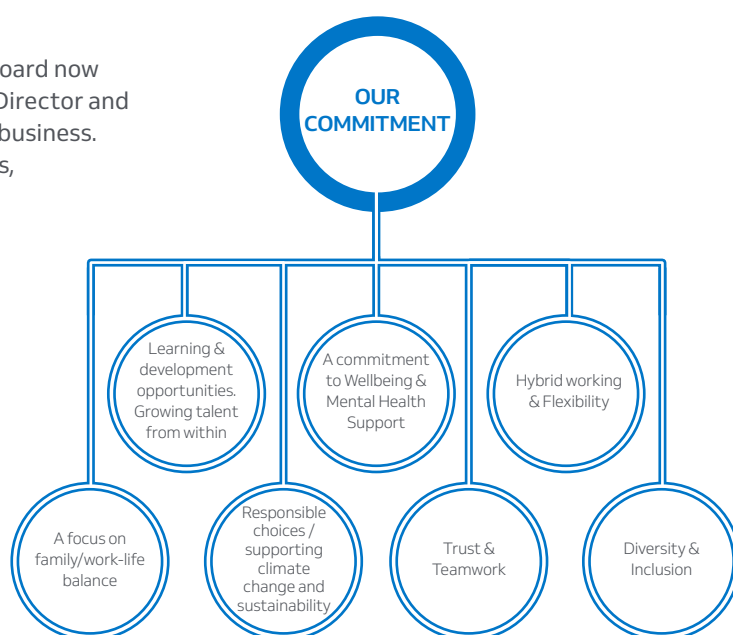 oard now
Director and
business.
s,
OUR
COMMITMENT
Learning &
development
opportunities.
Growing talent
from within
A commitment
to Wellbeing &
Mental Health
Support
Hybrid working
& Flexibility
A focus on
family/work-life
balance
Responsible
choices /
supporting
climate
change and
sustainability
Trust &
Teamwork
Diversity &
Inclusion